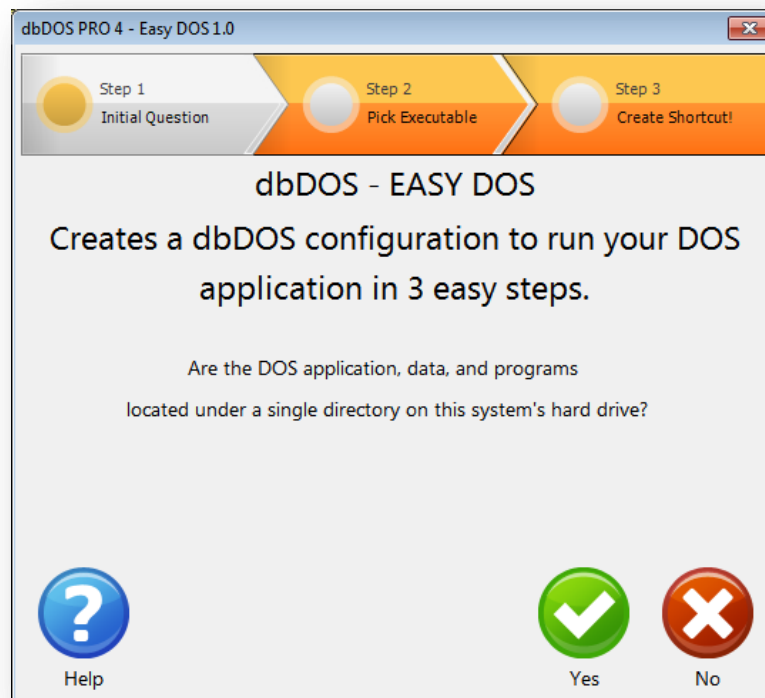 dbDOS PRO 4 - Easy DOS 1.0
Step 1
Initial Question
Step 2
Pick Executable
Step 3
Create Shortcut!
dbDOS - EASY DOS
Creates a dbDOS configuration to run your DOS
application in 3 easy steps.
Are the DOS application, data, and programs
located under a single directory on this system's hard drive?
Help
Yes
No